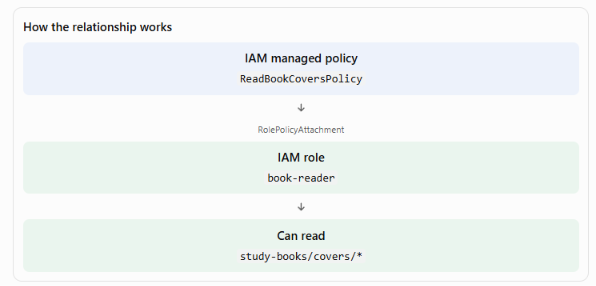 How the relationship works
IAM managed policy
ReadBookCoversPolicy
↓
RolePolicyAttachment
IAM role
book-reader
↓
Can read
study-books/covers/*